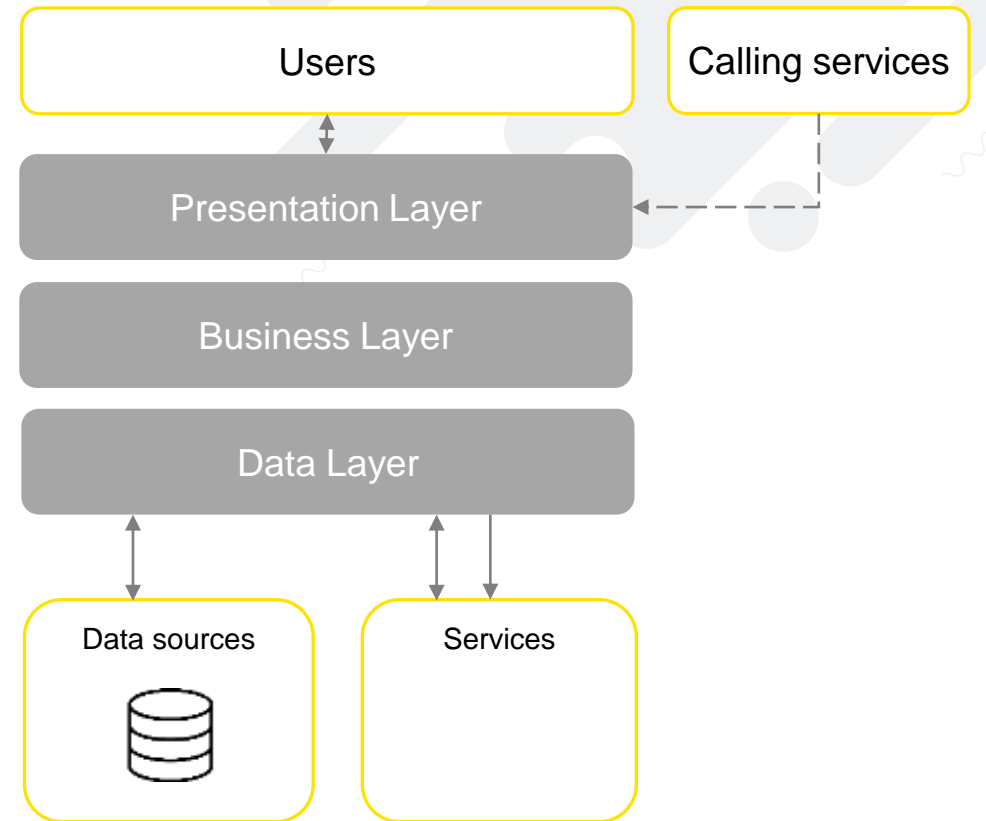 Users
Calling services
Presentation Layer
Business Layer
Data Layer
Data sources
Services